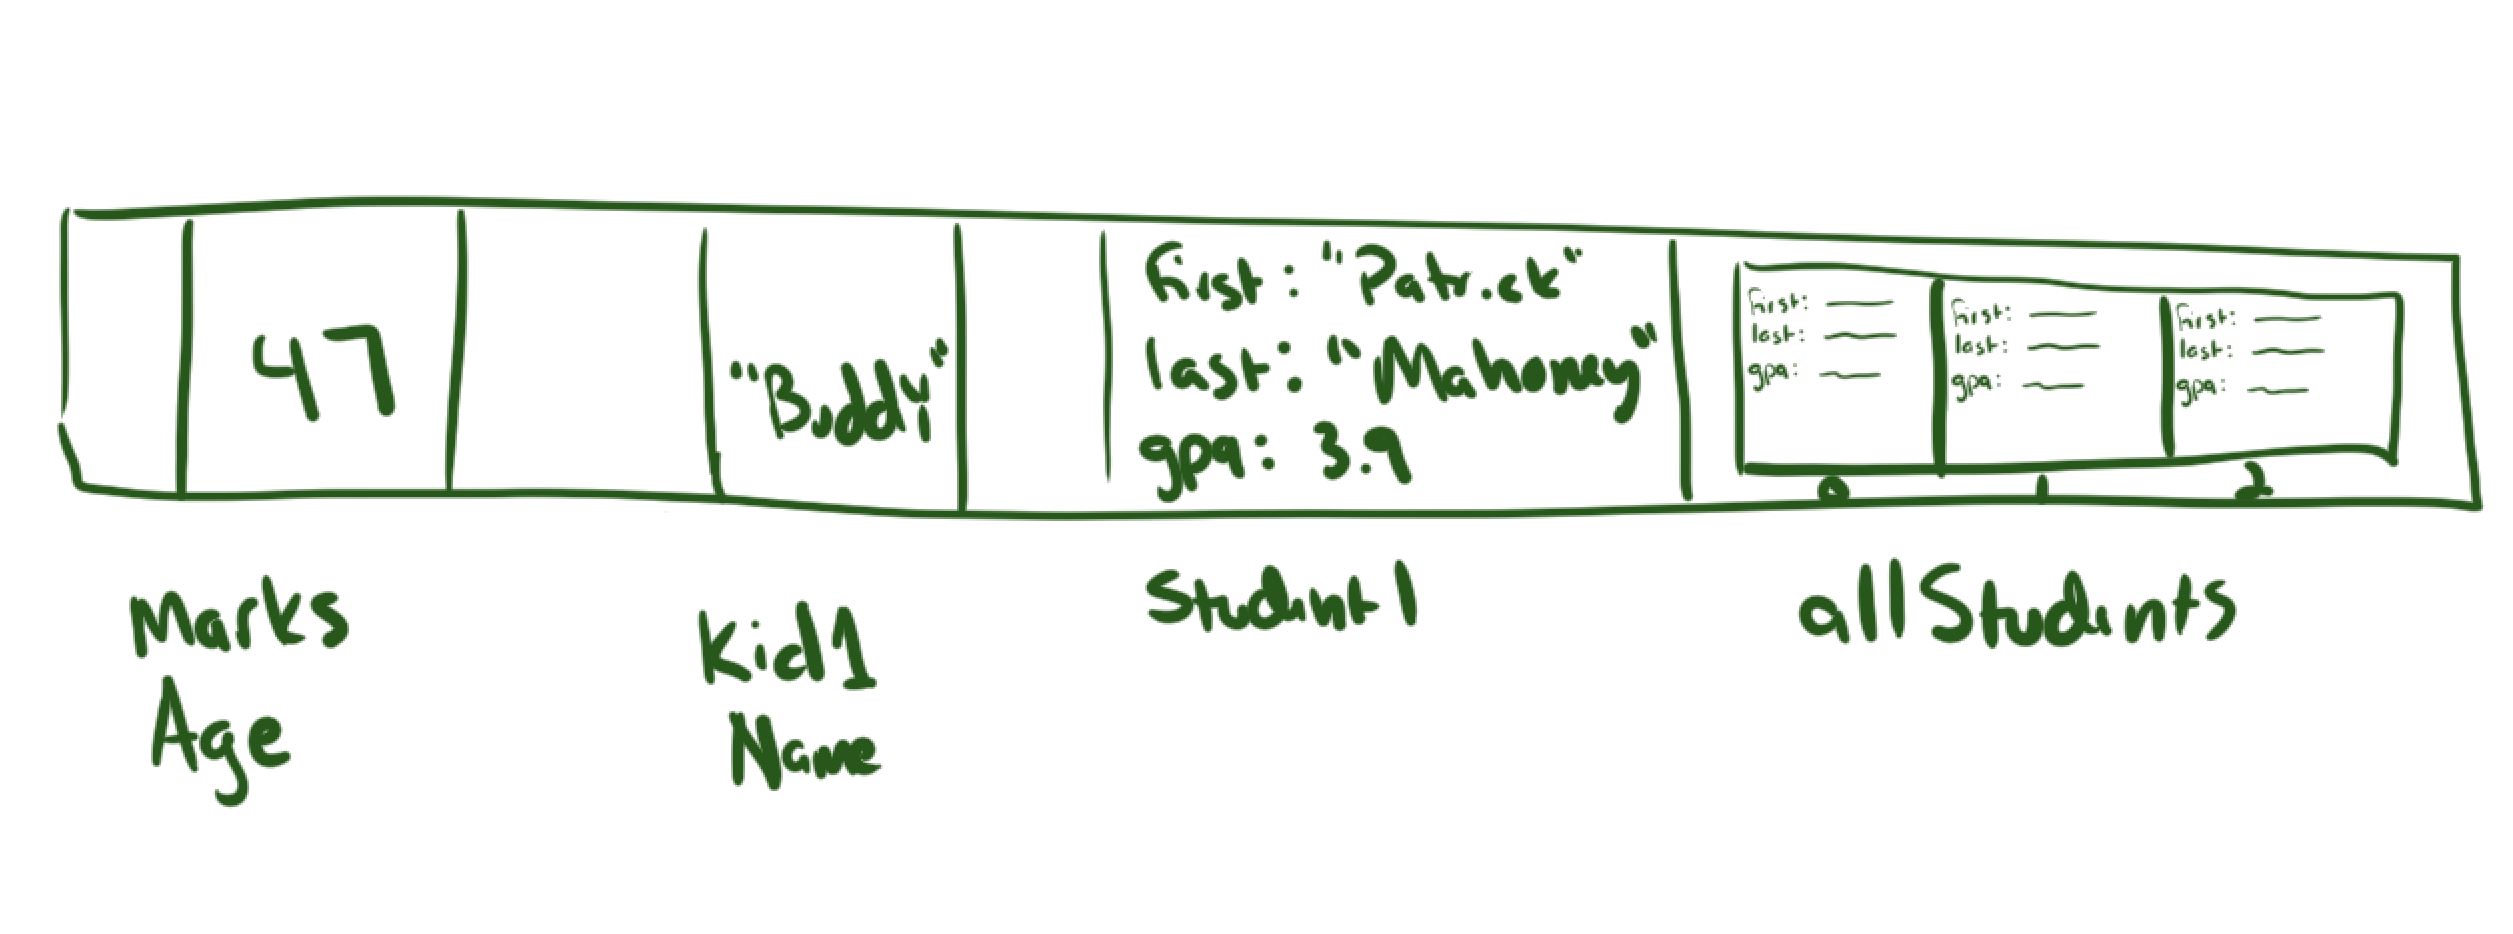 47
"Buddy"
first: "Patrick"
last: "Mahoney"
gpa: 3.9
first:
last:
gpa:
first:
last:
gpa:
first:
last:
gpa:
0 1 2
Marks
Age
Kid1
Name
Student1
allStudents